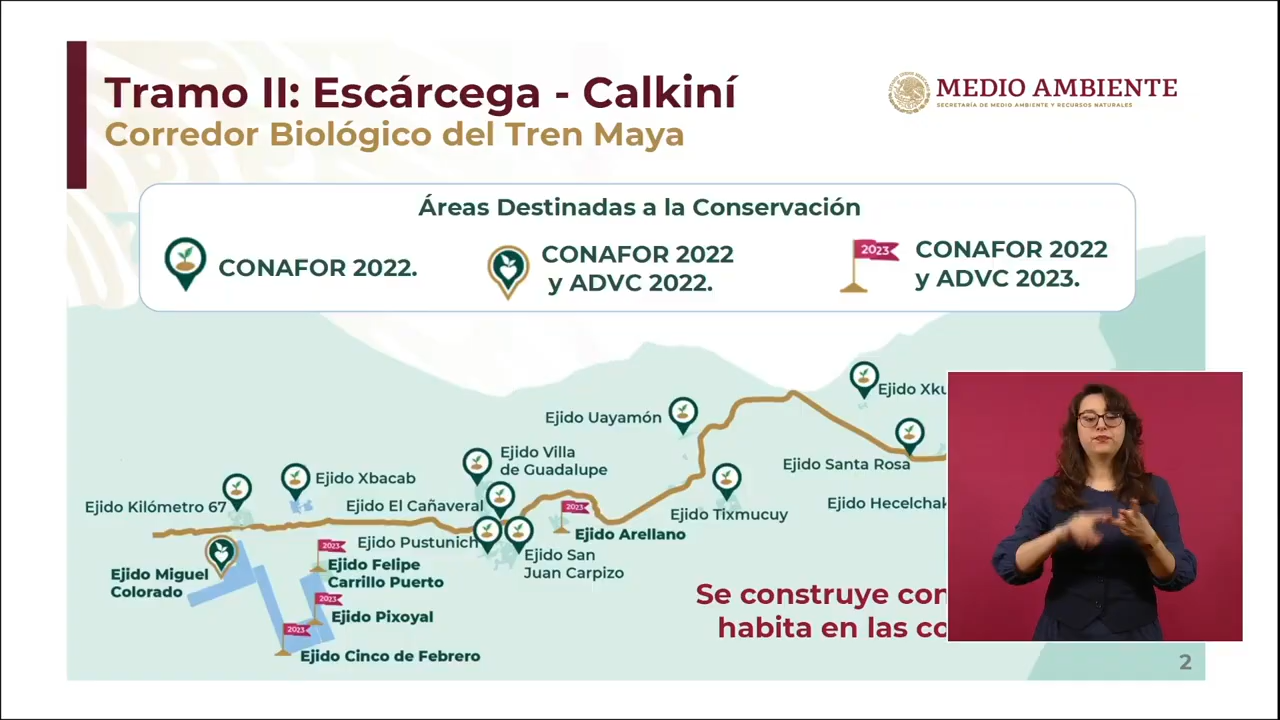 Tramo II: Escárcega - Calkiní
Corredor Biológico del Tren Maya
MEDIO AMBIENTE
SECRETARÍA DE MEDIO AMBIENTE Y RECURSOS NATURALES
Áreas Destinadas a la Conservación
CONAFOR 2022.
CONAFOR 2022
y ADVC 2022.
2023
CONAFOR 2022
y ADVC 2023.
Ejido Uayamón
Ejido Santa Rosa
Ejido Villa
de Guadalupe
Ejido Xbacab
Ejido Kilómetro 67
Ejido El Cañaveral
Ejido Tixmucuy
2023
Ejido Arellano
Ejido Pustunich
Ejido San
Juan Carpizo
Ejido Miguel
Colorado
2023
Ejido Felipe
Carrillo Puerto
2023
Ejido Pixoyal
2023
Ejido Cinco de Febrero
Ejido
Ejido
Se construye
habita en las
2